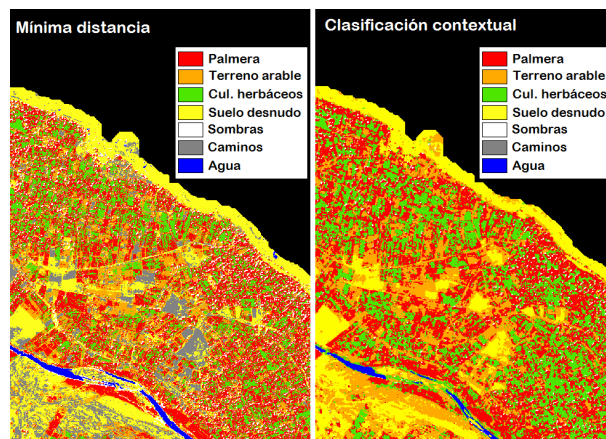 Mínima distancia
Palmera
Terreno arable
Cul. herbáceos
Suelo desnudo
Sombras
Caminos
Agua
Clasificación contextual
Palmera
Terreno arable
Cul. herbáceos
Suelo desnudo
Sombras
Caminos
Agua